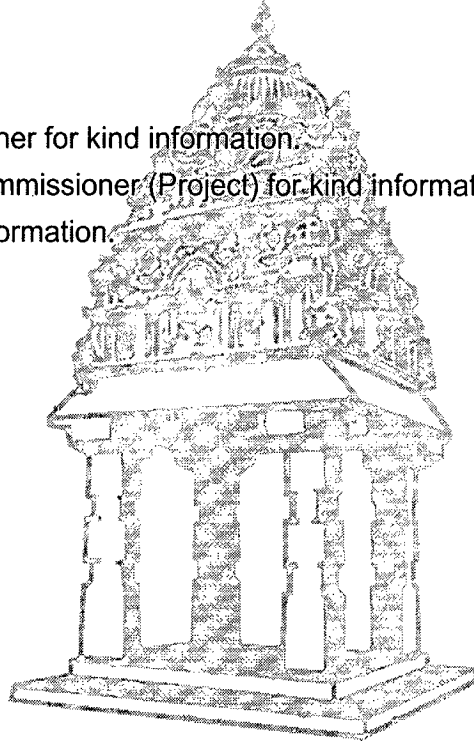 ner for kind information.
mmissioner (Project) for kind informat
ormation.